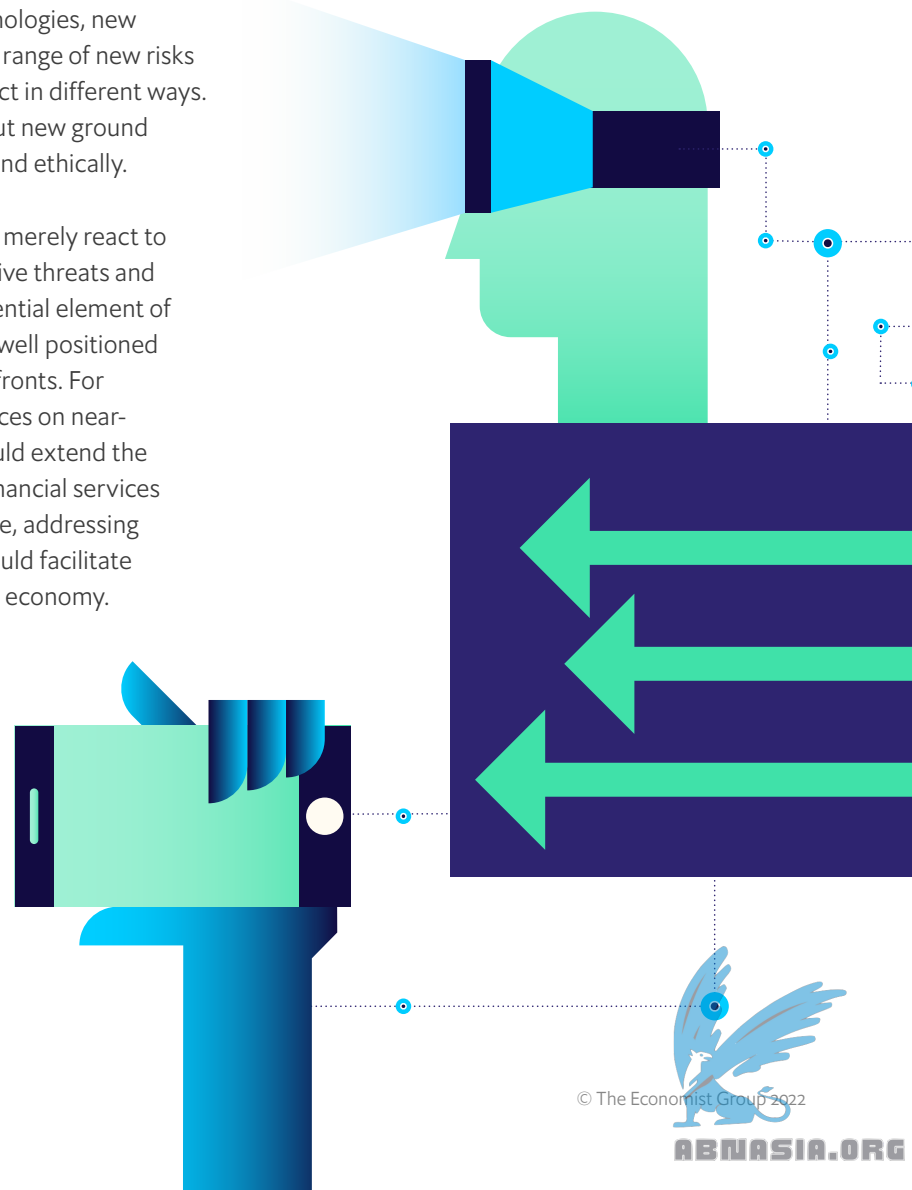 nologies, new
range of new risks
ct in different ways.
ut new ground
nd ethically.
merely react to
ive threats and
ential element of
well positioned
fronts. For
ces on near-
uld extend the
nancial services
e, addressing
uld facilitate
economy.
© The Economist Group 2022
ABNASIA.ORG